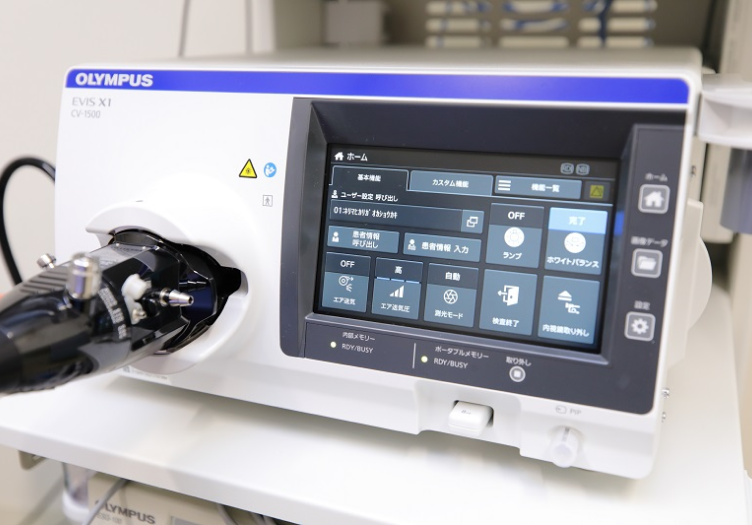 OLYMPUS
EVIS X1
CV-1500
ホーム
基本機能
カスタム機能
機能一覧
ユーザー設定 呼び出し
OFF
ランプ
完了
ホワイトバランス
患者情報
呼び出し
患者情報 入力
OFF
エア送気
高
エア送気圧
自動
測光モード
検査終了
内視鏡取り外し
ホーム
画像データ
設定
内部メモリー
RDY/BUSY
ポータブルメモリー
RDY/BUSY
取り外し
PIP
OLYMPUS